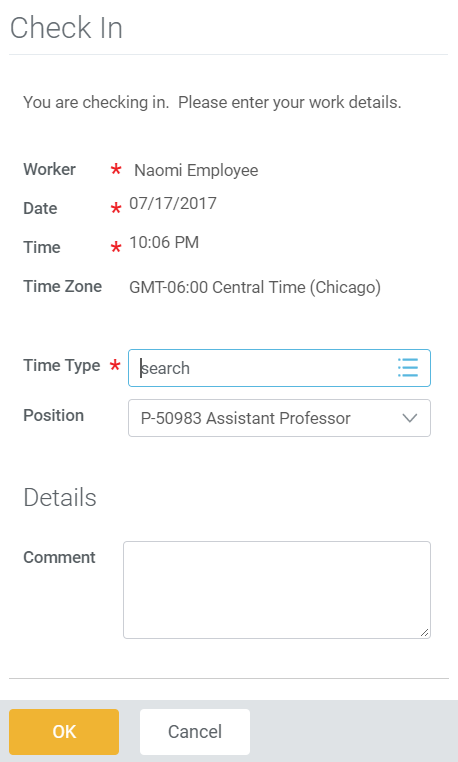 Check In
You are checking in.  Please enter your work details.
Worker * Naomi Employee
Date * 07/17/2017
Time * 10:06 PM
Time Zone GMT-06:00 Central Time (Chicago)
Time Type * search
Position P-50983 Assistant Professor
Details
Comment
OK Cancel